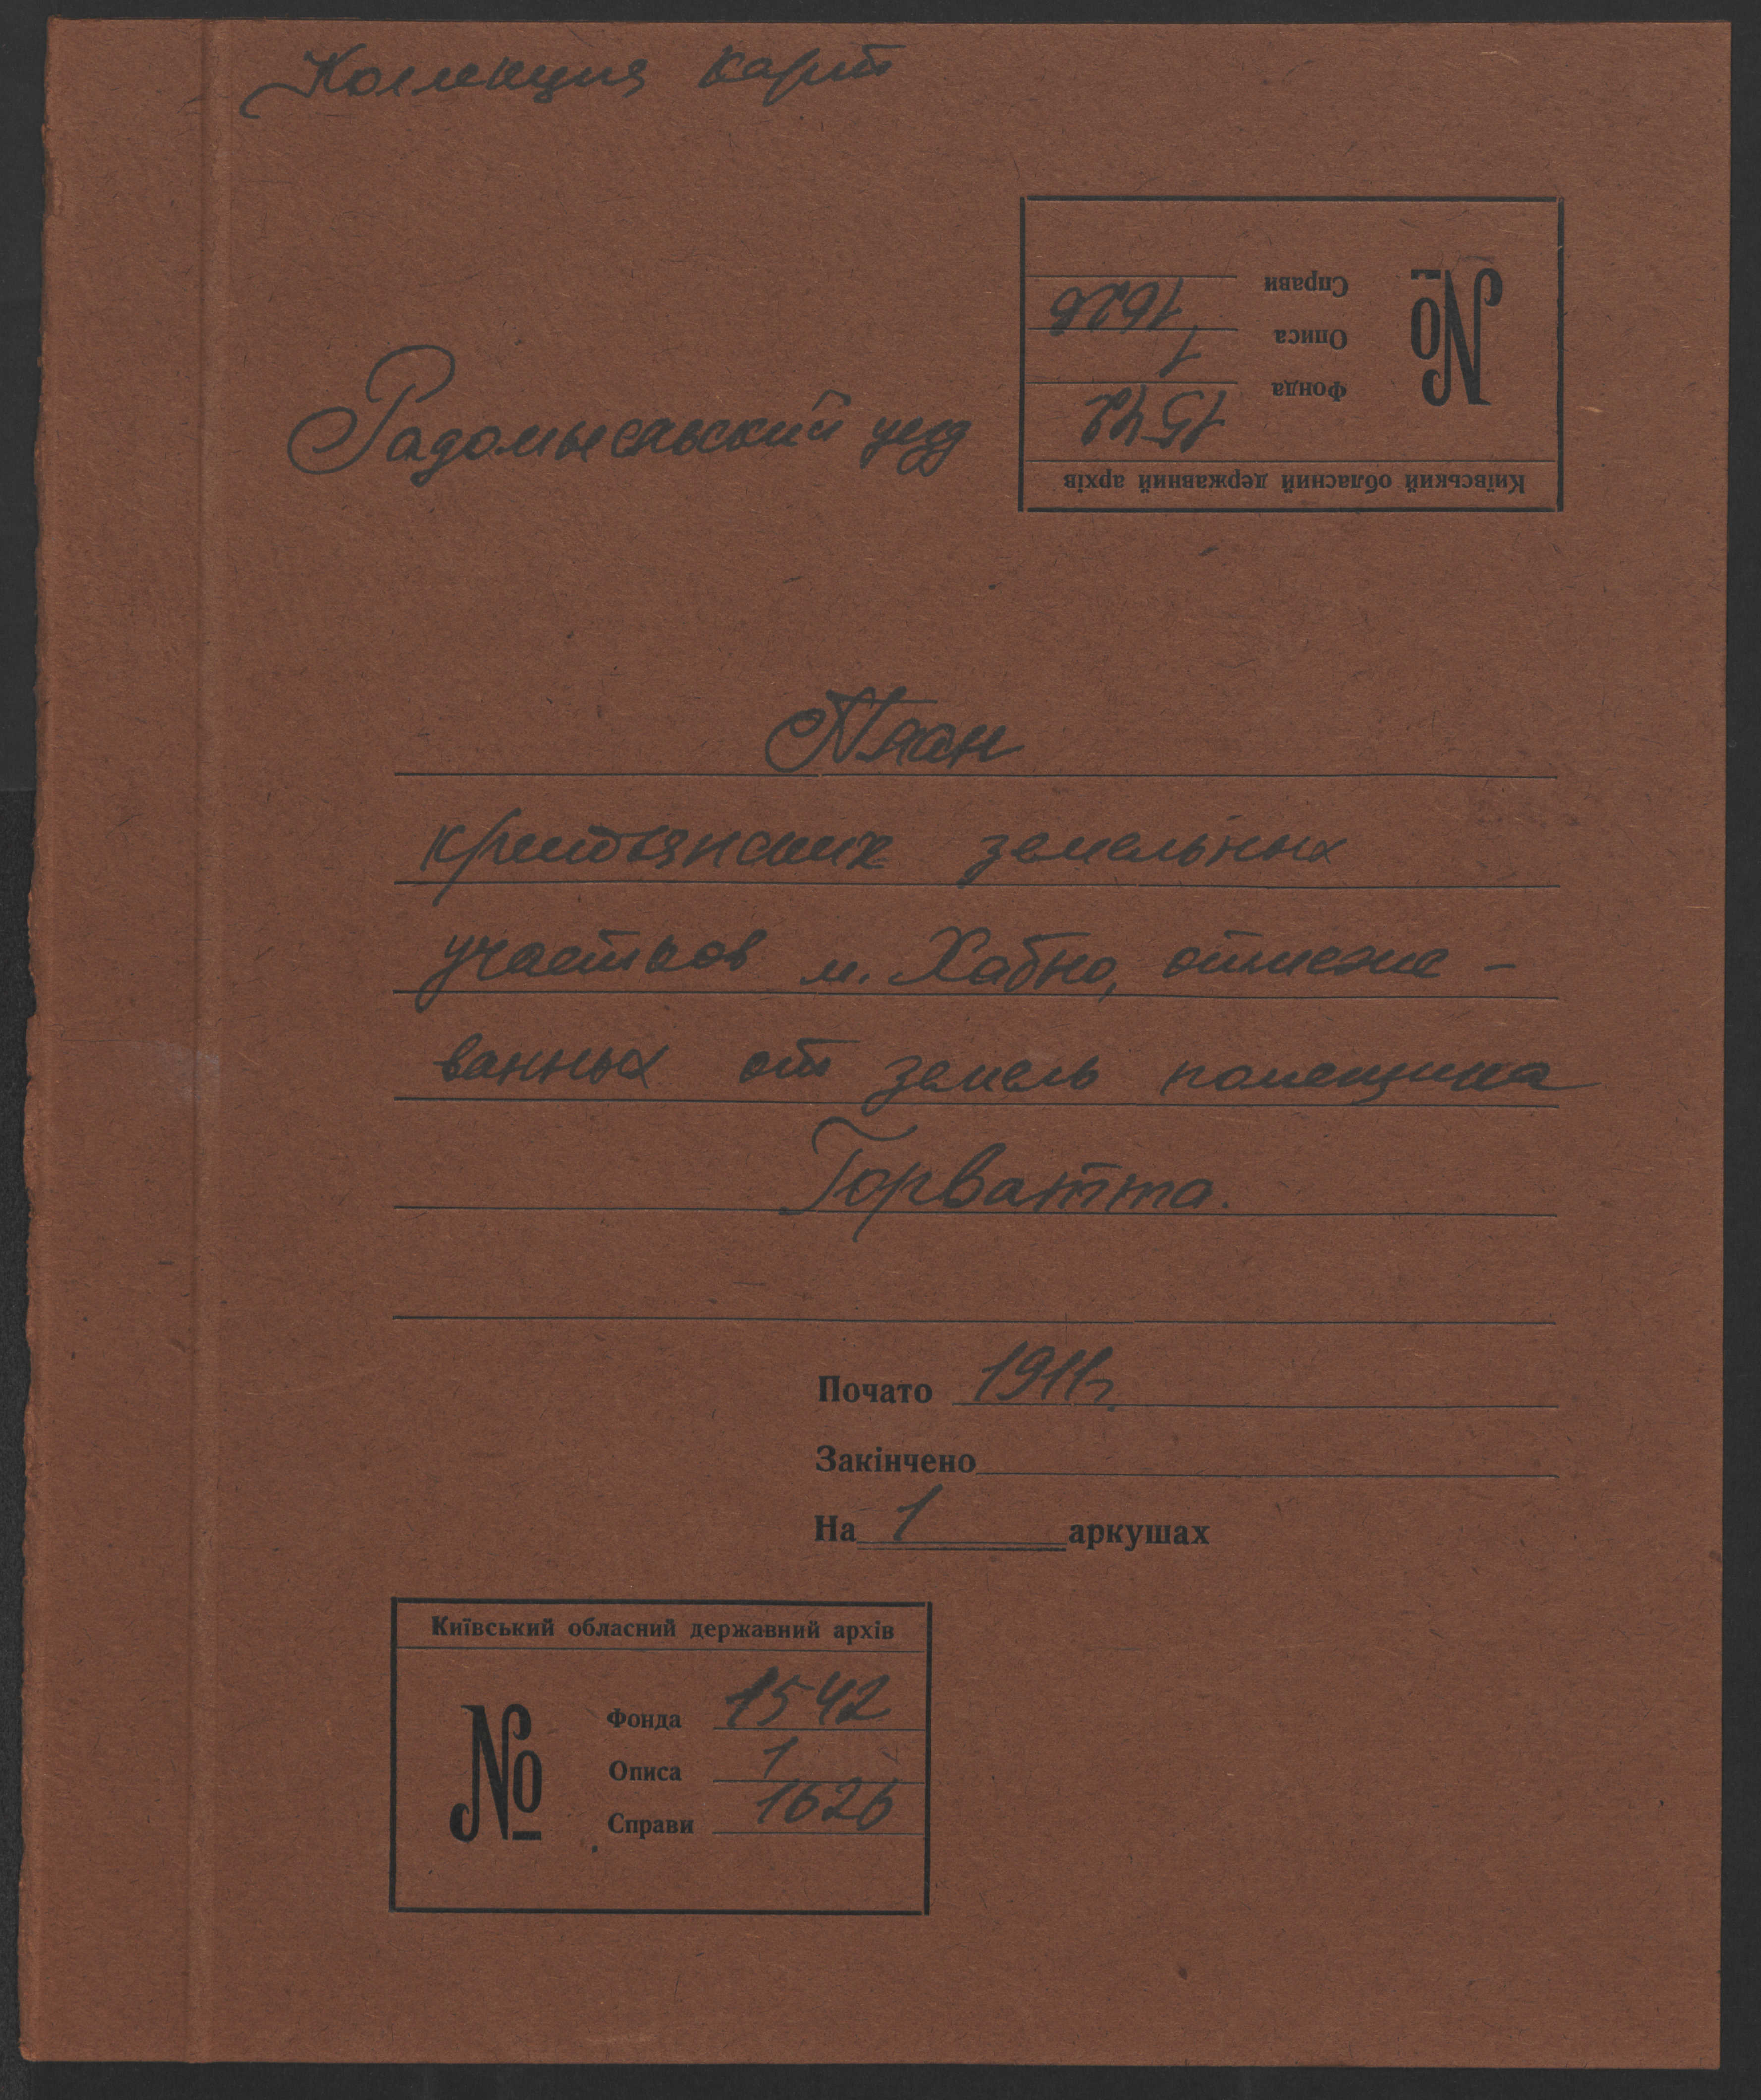 Коллекция карт
Киівський обласний державний архів
№
Фонда 1542
Описа 1
Справи 1626
Радомысльский уезд
План
крестьянских земельных
участков м. Хабно, отмеже-
ванных от земель помещика
Горватта.
Почато 1911 г.
Закінчено
На 1 аркушах
Київський обласний державний архів
№
Фонда 1542
Описа 1
Справи 1626